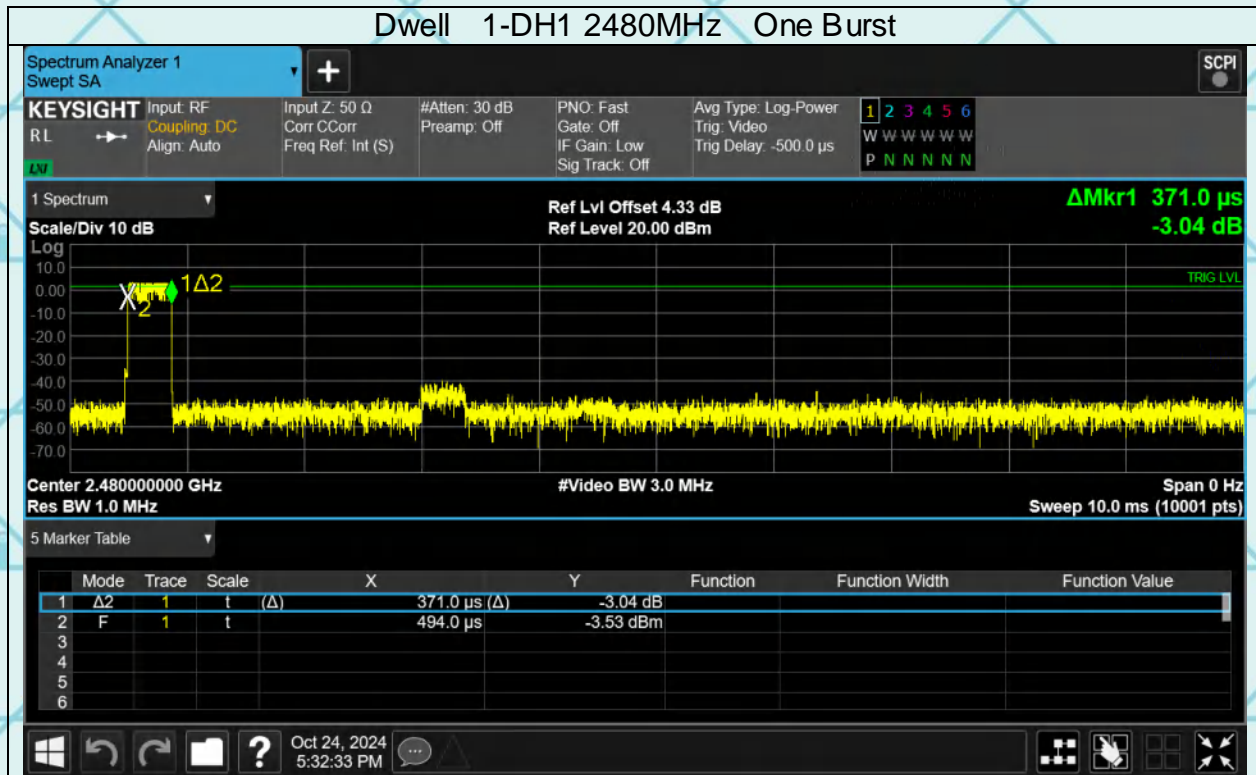 Dwell 1-DH1 2480MHz One Burst
Spectrum Analyzer 1
Swept SA
+
SCPI
KEYSIGHT
RL
LXI
Input: RF
Coupling: DC
Align: Auto
Input Z: 50 Ω
Corr CCorr
Freq Ref: Int (S)
#Atten: 30 dB
Preamp: Off
PNO: Fast
Gate: Off
IF Gain: Low
Sig Track: Off
Avg Type: Log-Power
Trig: Video
Trig Delay: -500.0 µs
1 2 3 4 5 6
W W W W W W
P N N N N N
1 Spectrum
Scale/Div 10 dB
Ref Lvl Offset 4.33 dB
Ref Level 20.00 dBm
ΔMkr1 371.0 µs
-3.04 dB
Log
10.0
0.00
-10.0
-20.0
-30.0
-40.0
-50.0
-60.0
-70.0
1Δ2
2
TRIG LVL
Center 2.480000000 GHz
#Video BW 3.0 MHz
Span 0 Hz
Res BW 1.0 MHz
Sweep 10.0 ms (10001 pts)
5 Marker Table
Mode Trace Scale X Y Function Function Width Function Value
1 Δ2 1 t (Δ) 371.0 µs (Δ) -3.04 dB
2 F 1 t 494.0 µs -3.53 dBm
3
4
5
6
?
Oct 24, 2024
5:32:33 PM